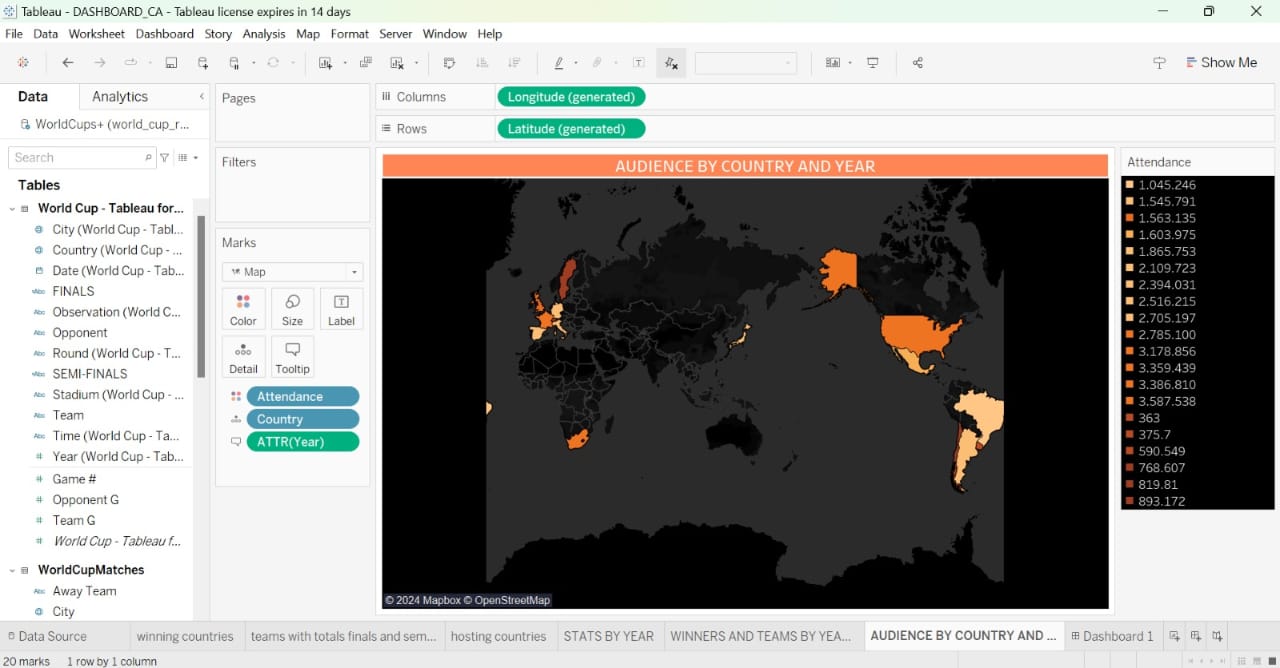 Tableau - DASHBOARD_CA - Tableau license expires in 14 days
File Data Worksheet Dashboard Story Analysis Map Format Server Window Help
Show Me
Data Analytics
WorldCups+ (world_cup_r...
Search
Tables
World Cup - Tableau for...
City (World Cup - Tabl...
Country (World Cup - ...
Date (World Cup - Tab...
FINALS
Observation (World C...
Opponent
Round (World Cup - T...
SEMI-FINALS
Stadium (World Cup - ...
Team
Time (World Cup - Ta...
Year (World Cup - Tab...
Game #
Opponent G
Team G
World Cup - Tableau f...
WorldCupMatches
Away Team
City
Pages
Filters
Marks
Map
Color Size Label
Detail Tooltip
Attendance
Country
ATTR(Year)
Columns Longitude (generated)
Rows Latitude (generated)
AUDIENCE BY COUNTRY AND YEAR
© 2024 Mapbox © OpenStreetMap
Attendance
1.045.246
1.545.791
1.563.135
1.603.975
1.865.753
2.109.723
2.394.031
2.516.215
2.705.197
2.785.100
3.178.856
3.359.439
3.386.810
3.587.538
363
375.7
590.549
768.607
819.81
893.172
Data Source winning countries teams with totals finals and sem... hosting countries STATS BY YEAR WINNERS AND TEAMS BY YEA... AUDIENCE BY COUNTRY AND ... Dashboard 1
20 marks 1 row by 1 column